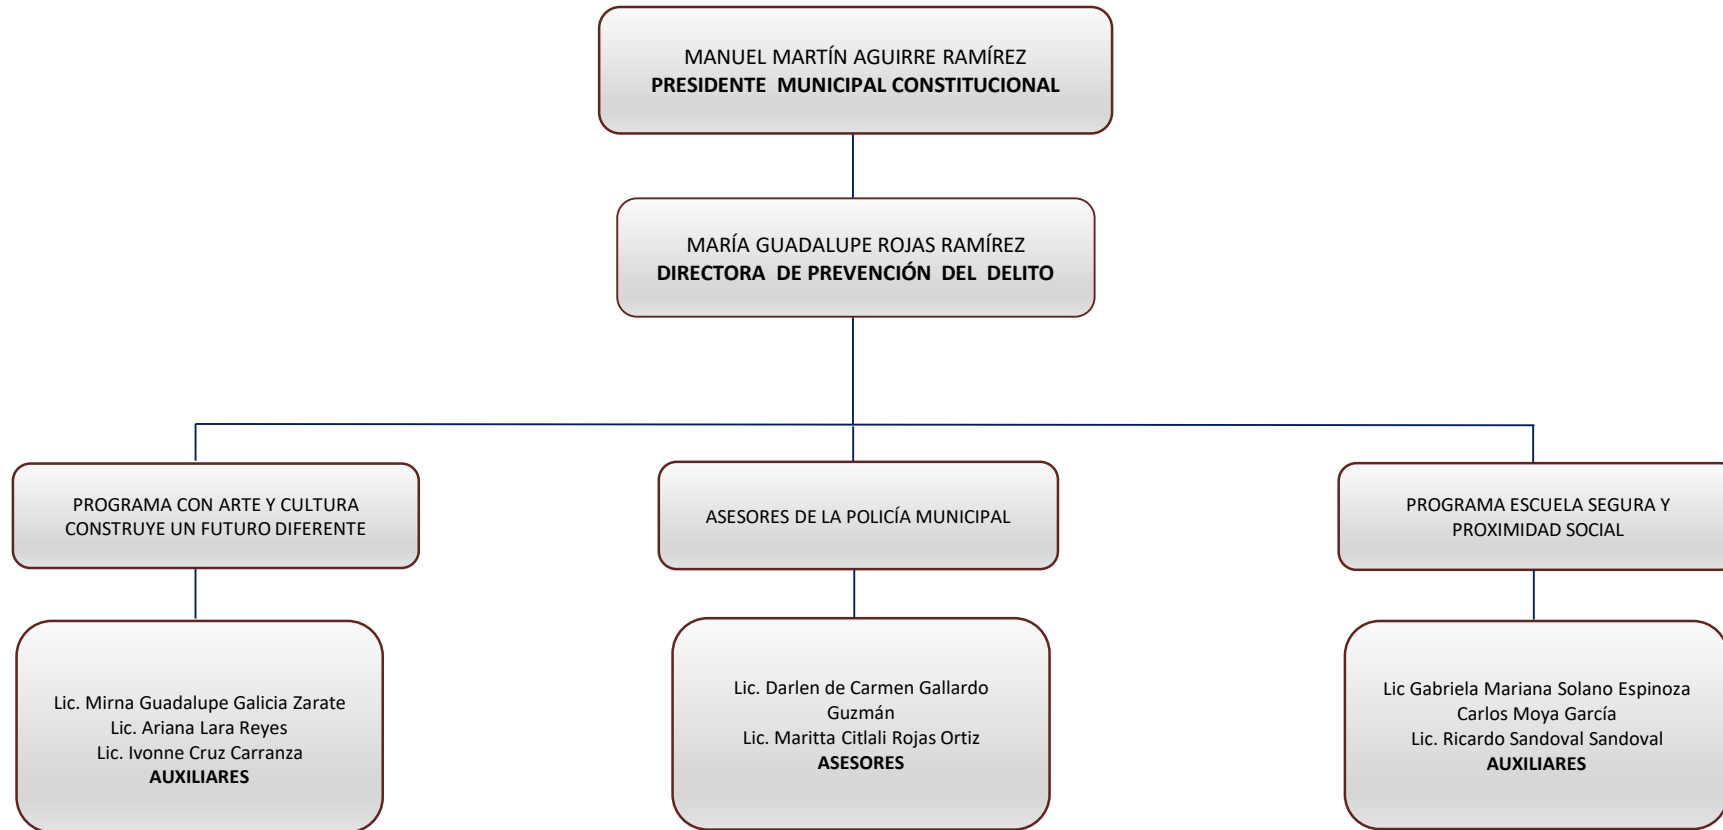 MANUEL MARTÍN AGUIRRE RAMÍREZ
PRESIDENTE MUNICIPAL CONSTITUCIONAL
MARÍA GUADALUPE ROJAS RAMÍREZ
DIRECTORA DE PREVENCIÓN DEL DELITO
PROGRAMA CON ARTE Y CULTURA
CONSTRUYE UN FUTURO DIFERENTE
ASESORES DE LA POLICÍA MUNICIPAL
PROGRAMA ESCUELA SEGURA Y
PROXIMIDAD SOCIAL
Lic. Mirna Guadalupe Galicia Zarate
Lic. Ariana Lara Reyes
Lic. Ivonne Cruz Carranza
AUXILIARES
Lic. Darlen de Carmen Gallardo
Guzmán
Lic. Maritta Citlali Rojas Ortiz
ASESORES
Lic Gabriela Mariana Solano Espinoza
Carlos Moya García
Lic. Ricardo Sandoval Sandoval
AUXILIARES